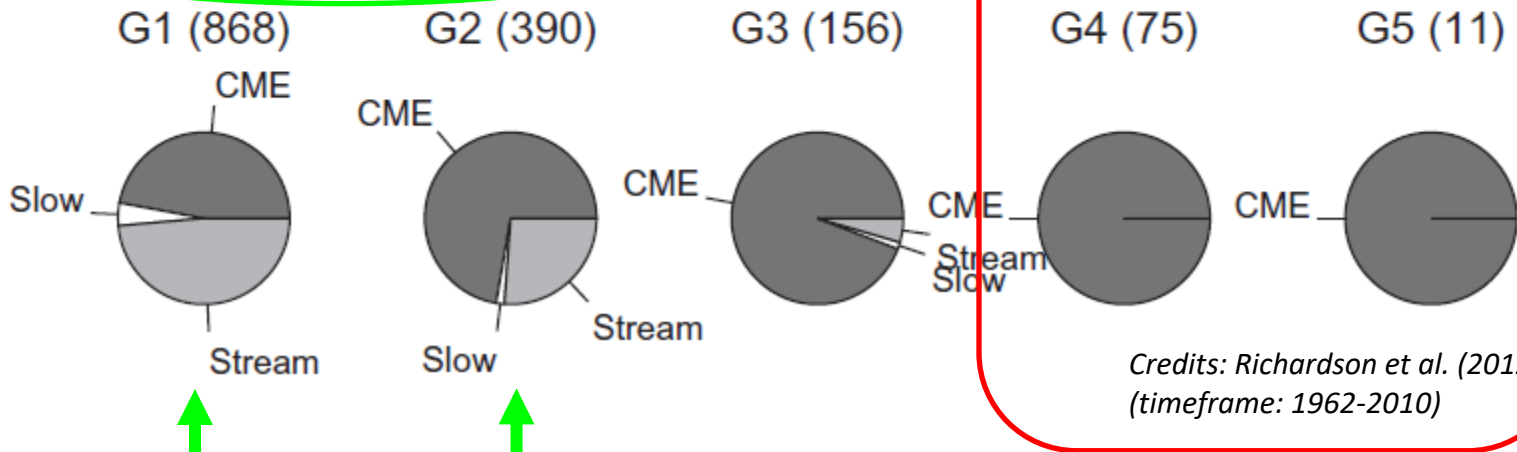 G1 (868)
G2 (390)
G3 (156)
G4 (75)
G5 (11)
CME
Slow
Stream
CME
Slow
Stream
CME
Stream
Slow
CME
CME
Credits: Richardson et al.
(timeframe: 1962-2010)